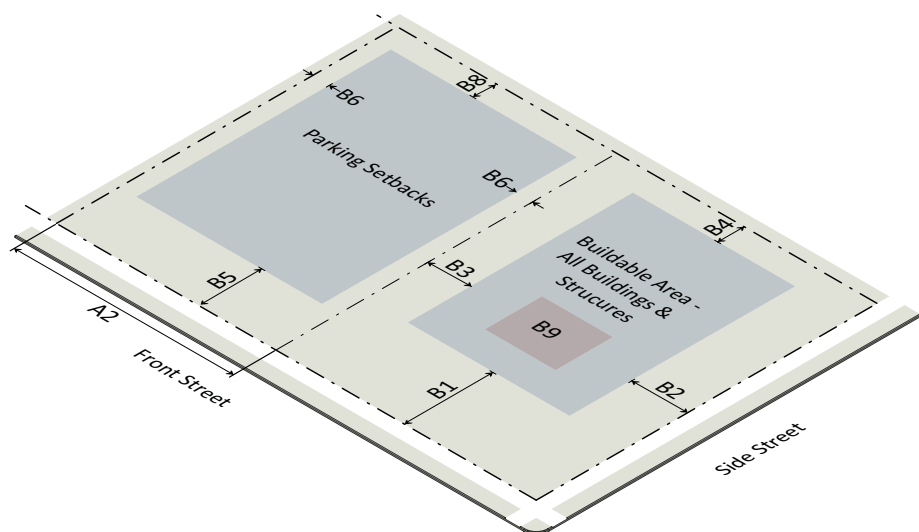 B8
B6
Parking Setbacks
B6
B4
Buildable Area -
All Buildings &
Strucures
B3
B5
B9
A2
Front Street
B1
B2
Side Street